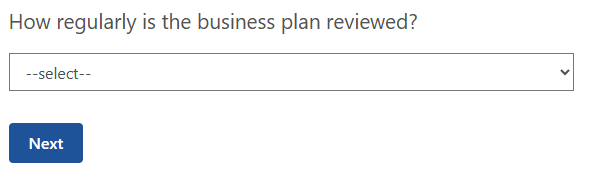 How regularly is the business plan reviewed?
--select--
Next